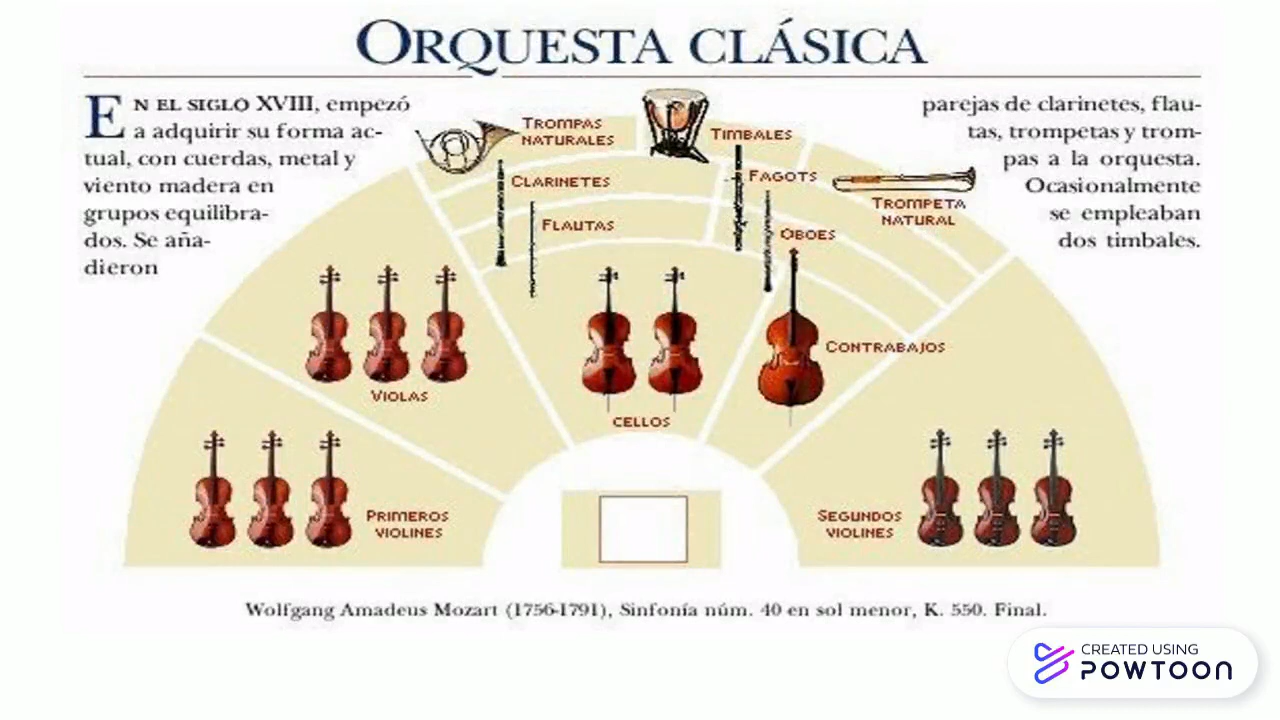 ORQUESTA CLÁSICA
EN EL SIGLO XVIII, empezó
a adquirir su forma ac-
tual, con cuerdas, metal y
viento madera en
grupos equilibra-
dos. Se aña-
dieron
parejas de clarinetes, flau-
tas, trompetas y trom-
pas a la orquesta.
Ocasionalmente
se empleaban
dos timbales.
TROMPAS
NATURALES
TIMBALES
CLARINETES
FAGOTS
TROMPETA
NATURAL
FLAUTAS
OBOES
CONTRABAJOS
VIOLAS
CELLOS
PRIMEROS
VIOLINES
SEGUNDOS
VIOLINES
Wolfgang Amadeus Mozart (1756-1791), Sinfonía núm. 40 en sol menor, K. 550. Final.
CREATED USING
POWTOON